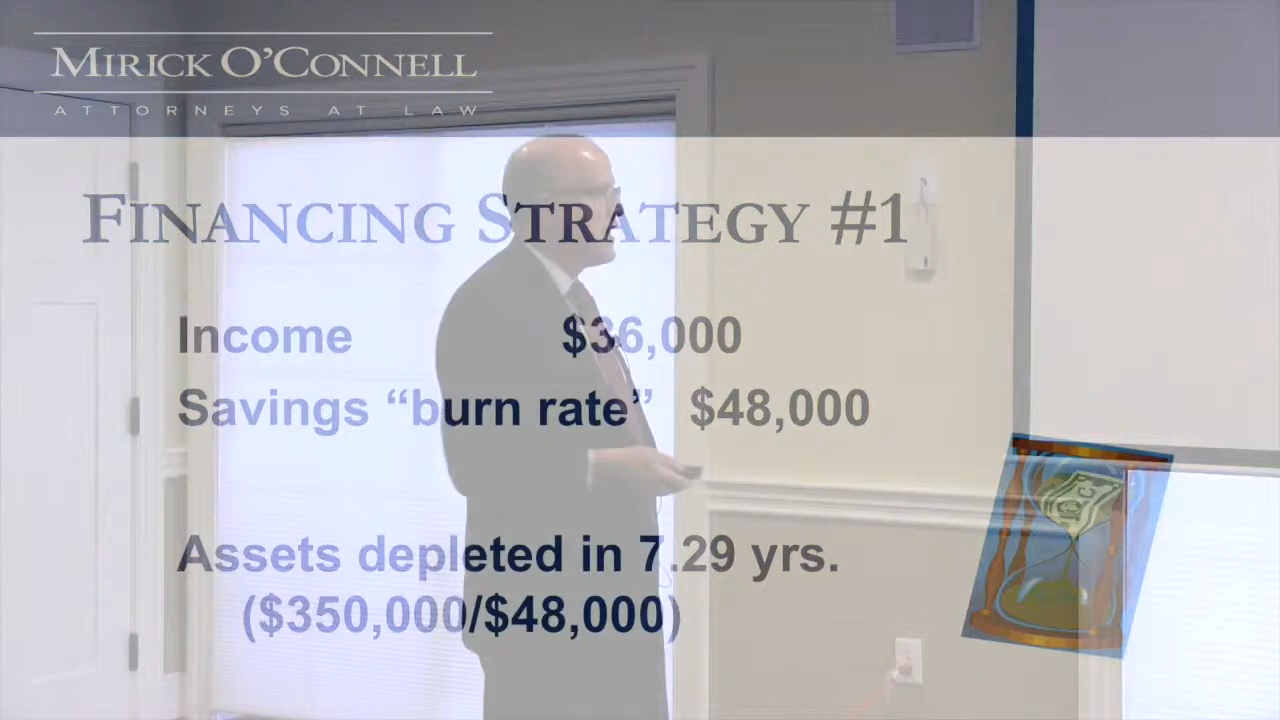 MIRICK O'CONNELL
ATTORNEYS AT LAW
FINANCING STRATEGY #1
Income $36,000
Savings “burn rate” $48,000
Assets depleted in 7.29 yrs.
($350,000/$48,000)